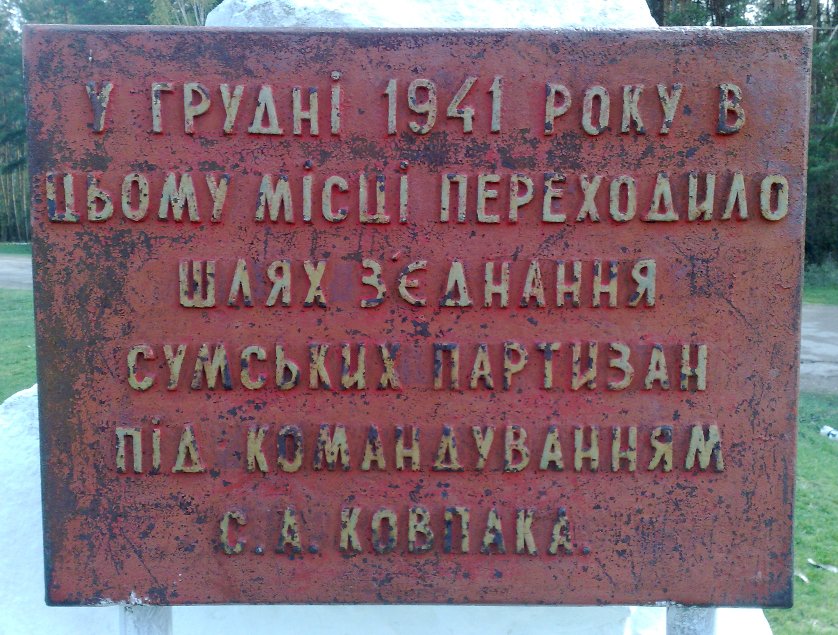 У ГРУДНІ 1941 РОКУ В
ЦЬОМУ МІСЦІ ПЕРЕХОДИЛО
ШЛЯХ З'ЄДНАННЯ
СУМСЬКИХ ПАРТИЗАН
ПІД КОМАНДУВАННЯМ
С.А. КОВПАКА.